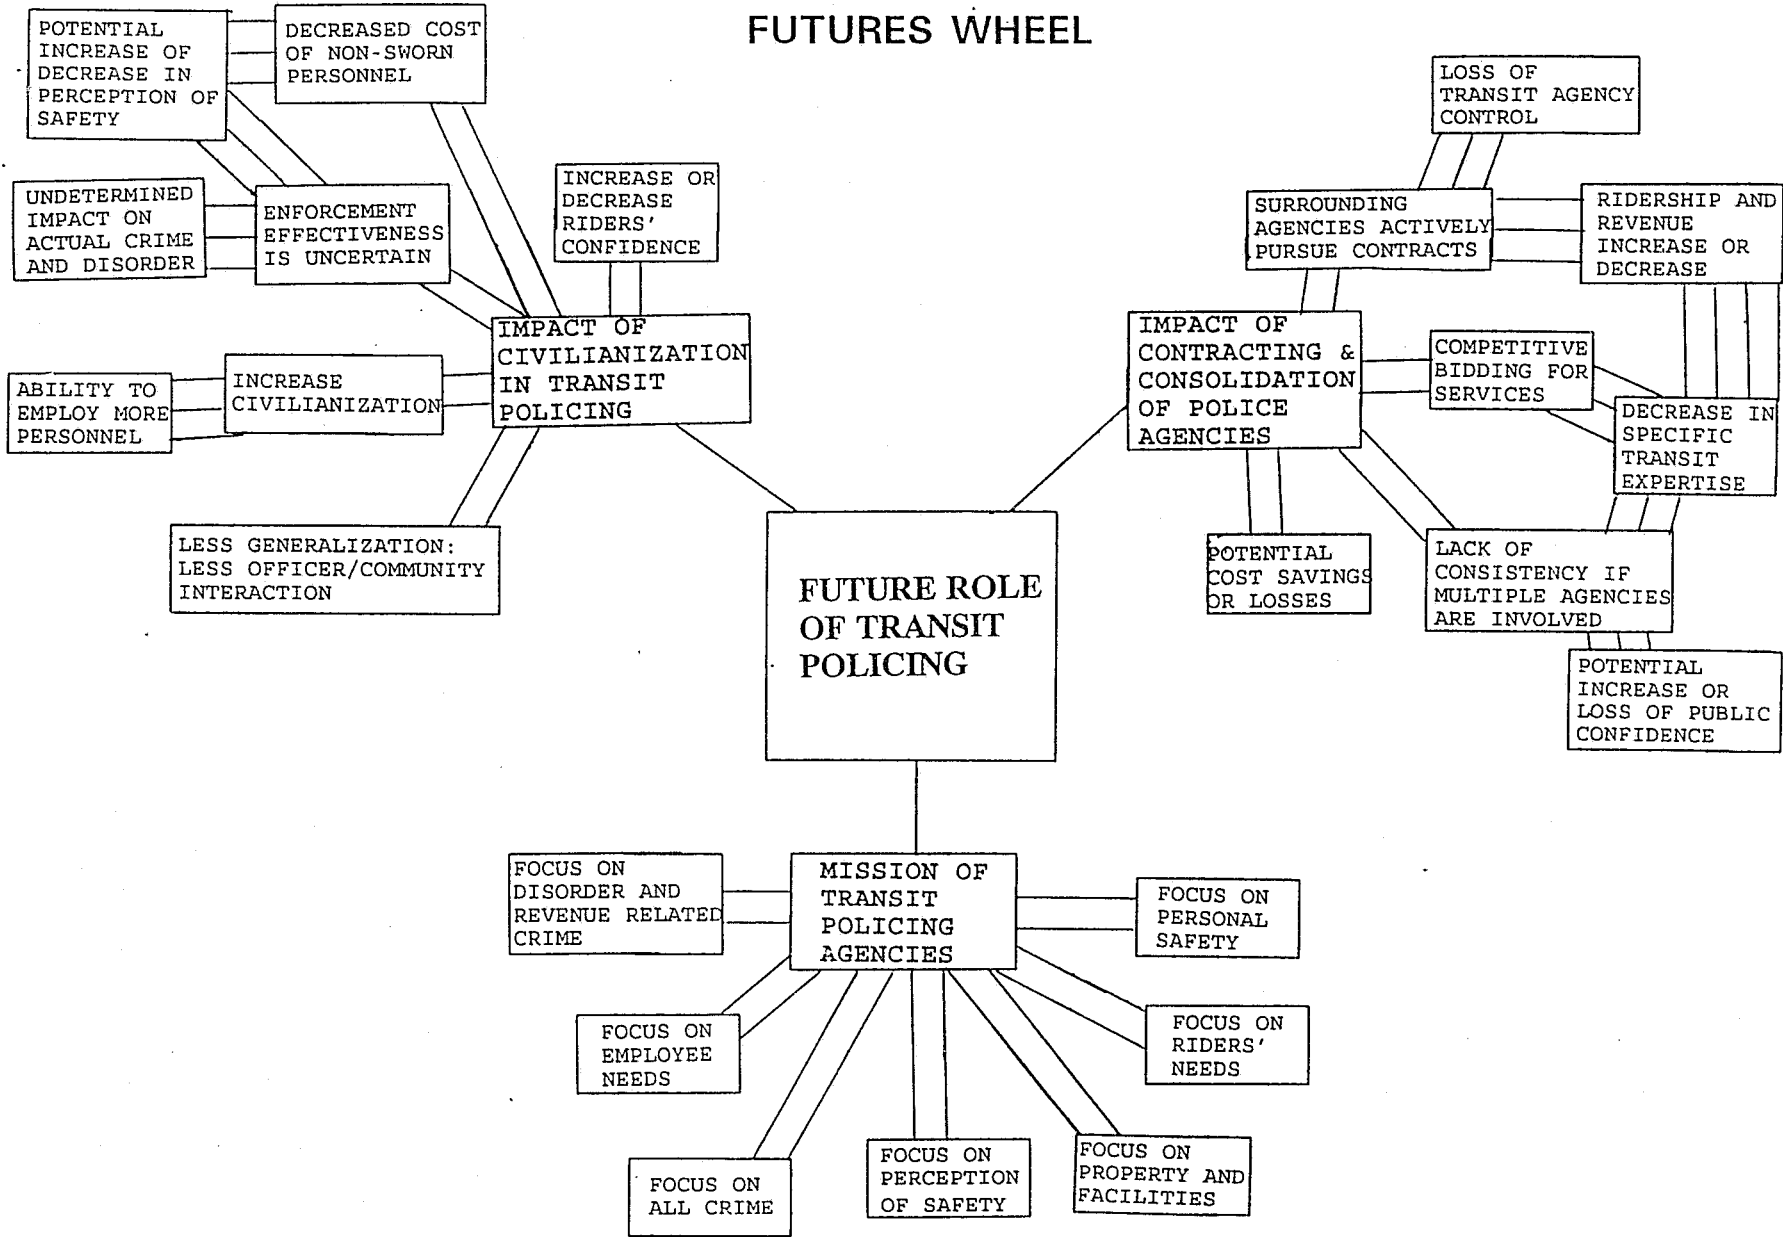 FUTURES WHEEL
POTENTIAL
INCREASE OF
DECREASE IN
PERCEPTION OF
SAFETY
DECREASED COST
OF NON-SWORN
PERSONNEL
UNDETERMINED
IMPACT ON
ACTUAL CRIME
AND DISORDER
ENFORCEMENT
EFFECTIVENESS
IS UNCERTAIN
INCREASE OR
DECREASE
RIDERS'
CONFIDENCE
ABILITY TO
EMPLOY MORE
PERSONNEL
INCREASE
CIVILIANIZATION
IMPACT OF
CIVILIANIZATION
IN TRANSIT
POLICING
LESS GENERALIZATION:
LESS OFFICER/COMMUNITY
INTERACTION
LOSS OF
TRANSIT AGENCY
CONTROL
SURROUNDING
AGENCIES ACTIVELY
PURSUE CONTRACTS
RIDERSHIP AND
REVENUE
INCREASE OR
DECREASE
IMPACT OF
CONTRACTING &
CONSOLIDATION
OF POLICE
AGENCIES
COMPETITIVE
BIDDING FOR
SERVICES
DECREASE IN
SPECIFIC
TRANSIT
EXPERTISE
POTENTIAL
COST SAVINGS
OR LOSSES
LACK OF
CONSISTENCY IF
MULTIPLE AGENCIES
ARE INVOLVED
POTENTIAL
INCREASE OR
LOSS OF PUBLIC
CONFIDENCE
FUTURE ROLE
OF TRANSIT
POLICING
FOCUS ON
DISORDER AND
REVENUE RELATED
CRIME
MISSION OF
TRANSIT
POLICING
AGENCIES
FOCUS ON
PERSONAL
SAFETY
FOCUS ON
EMPLOYEE
NEEDS
FOCUS ON
RIDERS'
NEEDS
FOCUS ON
ALL CRIME
FOCUS ON
PERCEPTION
OF SAFETY
FOCUS ON
PROPERTY AND
FACILITIES